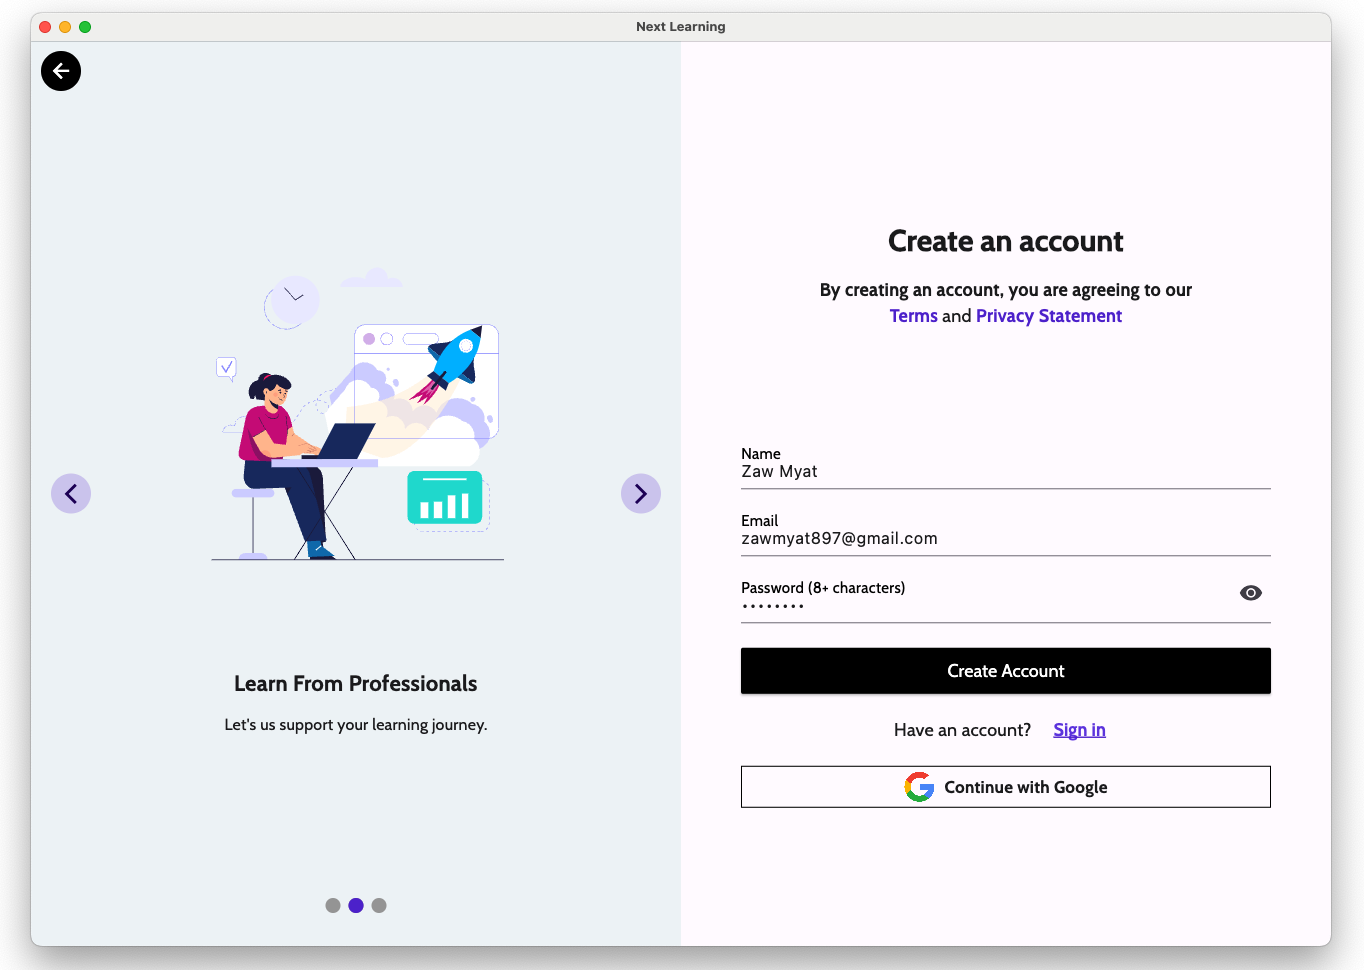 Next Learning
Learn From Professionals
Let's us support your learning journey.
Create an account
By creating an account, you are agreeing to our
Terms and Privacy Statement
Name
Zaw Myat
Email
zawmyat897@gmail.com
Password (8+ characters)
••••••••
Create Account
Have an account? Sign in
Continue with Google